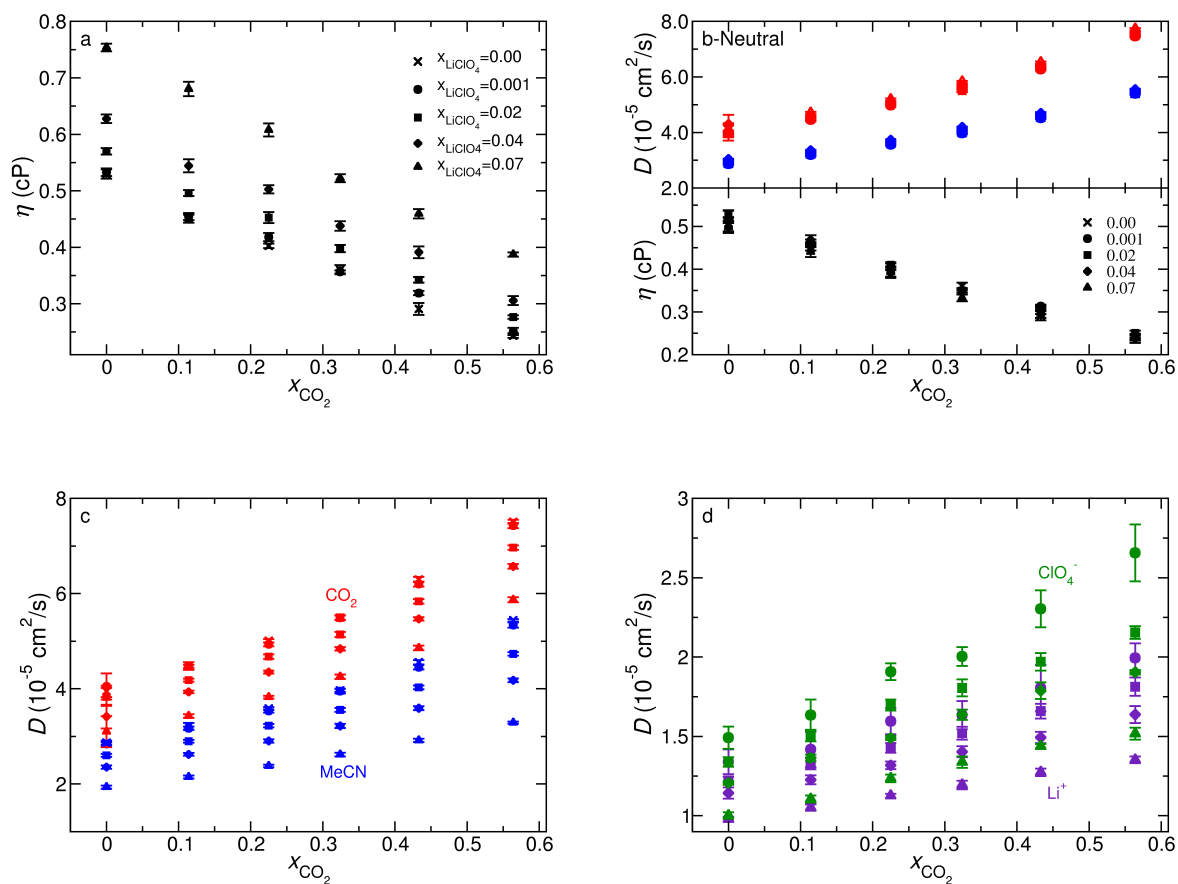 a
0.8
0.7
0.6
0.5
0.4
0.3
η (cP)
x_LiClO₄=0.00
x_LiClO₄=0.001
x_LiClO₄=0.02
x_LiClO4=0.04
x_LiClO4=0.07
0 0.1 0.2 0.3 0.4 0.5 0.6
x_CO₂
b-Neutral
8.0
6.0
4.0
2.0
D (10⁻⁵ cm²/s)
0.5
0.4
0.3
0.2
η (cP)
0.00
0.001
0.02
0.04
0.07
0 0.1 0.2 0.3 0.4 0.5 0.6
x_CO₂
c
8
6
4
2
D (10⁻⁵ cm²/s)
CO₂
MeCN
0 0.1 0.2 0.3 0.4 0.5 0.6
x_CO₂
d
3
2.5
2
1.5
1
D (10⁻⁵ cm²/s)
ClO₄⁻
Li⁺
0 0.1 0.2 0.3 0.4 0.5 0.6
x_CO₂